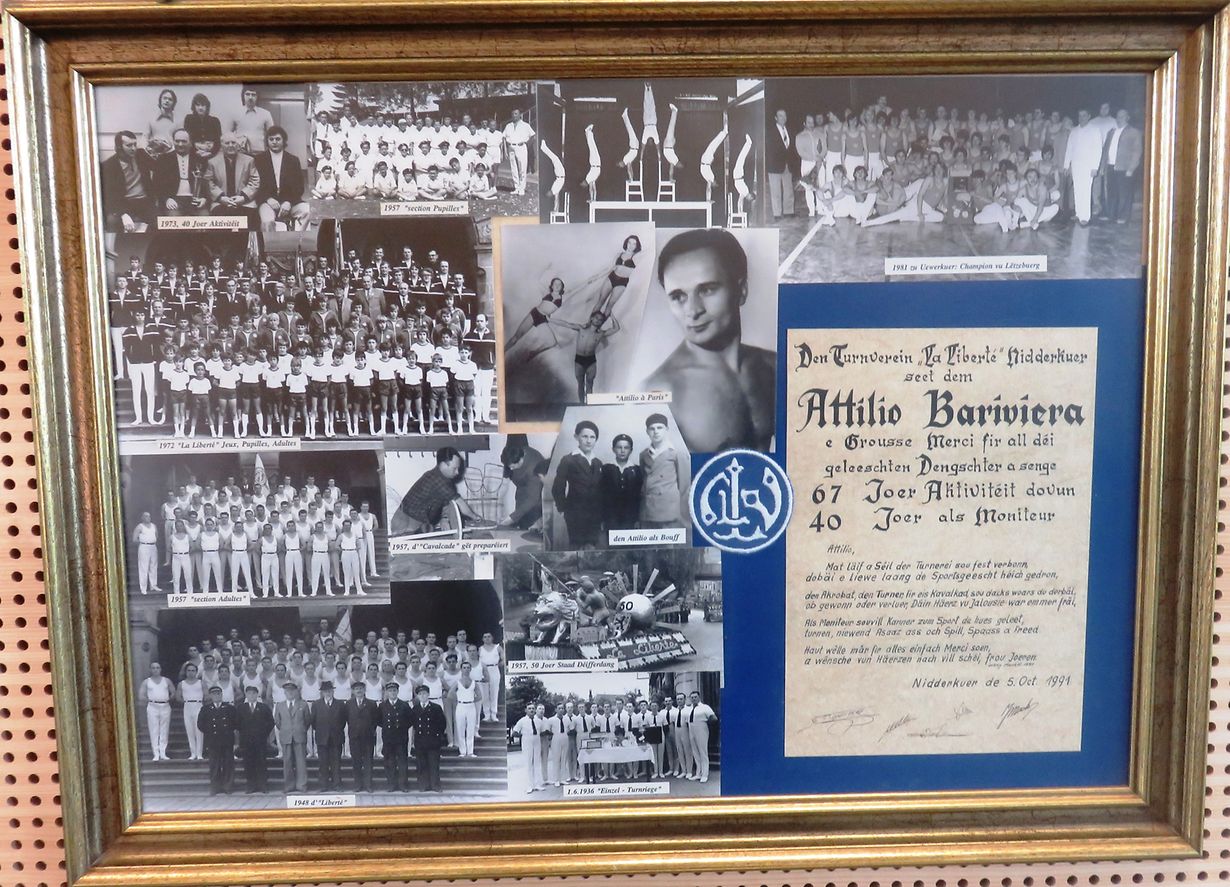 1973, 40 Joer Aktivitéit
1957 "section Pupilles"
1981 zu Uewerkuer: Champion vu Lëtzebuerg
1972 "La Liberté" Jeux, Pupilles, Adultes
"Attilio à Paris"
1957, d'"Cavalcade" gët preparéiert
den Attilio als Bouff
1957 "section Adultes"
1957, 50 Joer Staad Déifferdang
50
La Liberté
1948 d'"Liberté"
1.6.1936 "Einzel - Turnriege"
Den Turnverein „La Liberté" Nidderkuer
seet dem
Attilio Bariviera
e Grousse Merci fir all déi
geleeschten Dengschter a senge
67 Joer Aktivitéit dovun
40 Joer als Moniteur
Attilio,
Mat läif a Séil der Turnerei sou fest verbonn,
dobäi e liewe laang de Sportsgeescht héich gedron,
den Akrobat, den Turner, fir eis Kavalkad, sou dacks woars du derbäi,
ob gewonn oder verluer, Däin Häerz vu Jalousie war emmer fräi,
Als Moniteur souvill Kanner zum Sport de hues geleet,
turnen, niewend Asaaz ass och Spill, Spaass a Freed
Haut wëlle mär fir alles einfach Merci soen,
a wënsche vun Häerzen nach vill schéi, frou Joeren.
Nidderkuer de 5. Oct. 1991